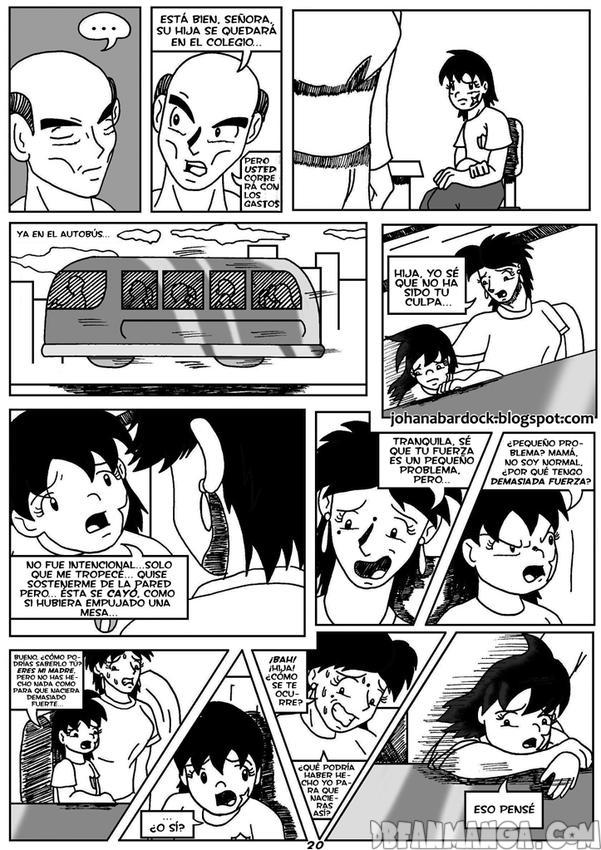 ...
ESTÁ BIEN, SEÑORA,
SU HIJA SE QUEDARÁ
EN EL COLEGIO...
PERO
USTED
CORRE
RÁ CON
LOS
GASTOS
YA EN EL AUTOBÚS...
HIJA, YO SÉ
QUE NO HA
SIDO TU
CULPA...
johanabardock.blogspot.com
NO FUE INTENCIONAL...SOLO
QUE ME TROPECÉ... QUISE
SOSTENERME DE LA PARED
PERO... ÉSTA SE CAYÓ, COMO
SI HUBIERA EMPUJADO UNA
MESA...
TRANQUILA, SÉ
QUE TU FUERZA
ES UN PEQUEÑO
PROBLEMA,
PERO...
¿PEQUEÑO PRO-
BLEMA? MAMÁ,
NO SOY NORMAL,
¿POR QUÉ TENGO
DEMASIADA FUERZA?
BUENO, ¿CÓMO PO-
DRÍAS SABERLO TÚ?
ERES MI MADRE,
PERO NO HAS HE-
CHO NADA COMO
PARA QUE NACIERA
DEMASIADO
FUERTE...
...
¿O SÍ?
¡BAH!
¡HIJA!
¿CÓMO
SE TE
OCU-
RRE?
¿QUÉ PODRÍA
HABER HE-
CHO YO PA-
RA QUE
NACIERAS
ASÍ?
ESO PENSÉ
20
DBFANMANGA.COM